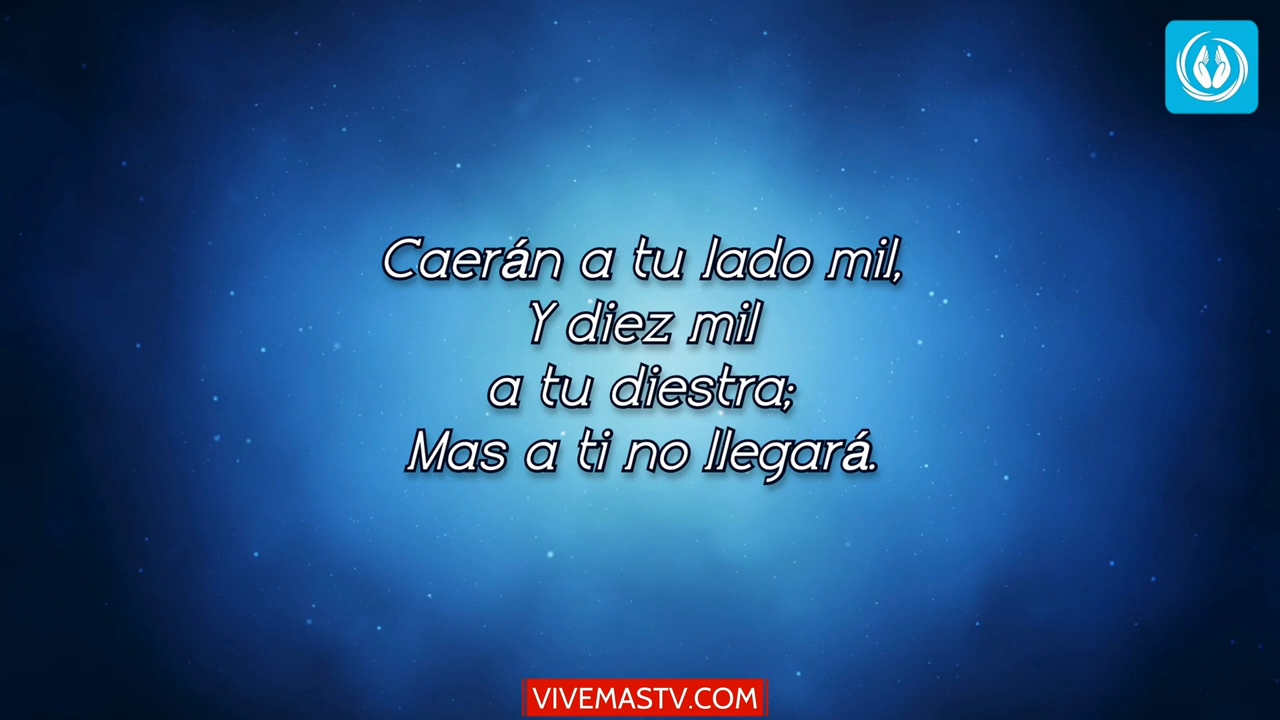 Caerán a tu lado mil,
Y diez mil
a tu diestra;
Mas a ti no llegará.
VIVEMASTV.COM